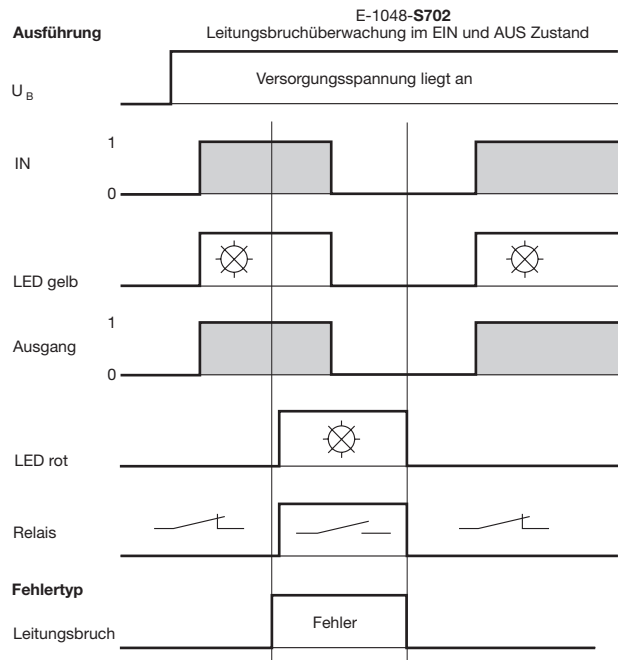 E-1048-S702
Ausführung Leitungsbruchüberwachung im EIN und AUS Zustand
U B Versorgungsspannung liegt an
1
IN
0
LED gelb
1
Ausgang
0
LED rot
Relais
Fehlertyp
Fehler
Leitungsbruch